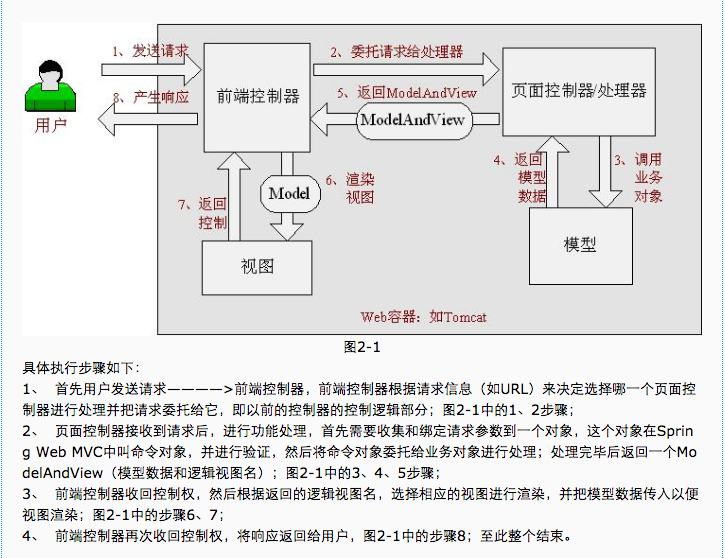 1、发送请求
2、委托请求给处理器
前端控制器
页面控制器/处理器
5、返回ModelAndView
8、产生响应
ModelAndView
用户
4、返回
模型
数据
3、调用
业务
对象
6、渲染
视图
Model
7、返回
控制
视图
模型
Web容器：如Tomcat
图2-1
具体执行步骤如下：
1、 首先用户发送请求————>前端控制器，前端控制器根据请求信息（如URL）来决定选择哪一个页面控
制器进行处理并把请求委托给它，即以前的控制器的控制逻辑部分；图2-1中的1、2步骤；
2、 页面控制器接收到请求后，进行功能处理，首先需要收集和绑定请求参数到一个对象，这个对象在Sprin
g Web MVC中叫命令对象，并进行验证，然后将命令对象委托给业务对象进行处理；处理完毕后返回一个Mo
delAndView（模型数据和逻辑视图名）；图2-1中的3、4、5步骤；
3、 前端控制器收回控制权，然后根据返回的逻辑视图名，选择相应的视图进行渲染，并把模型数据传入以便
视图渲染；图2-1中的步骤6、7；
4、 前端控制器再次收回控制权，将响应返回给用户，图2-1中的步骤8；至此整个结束。